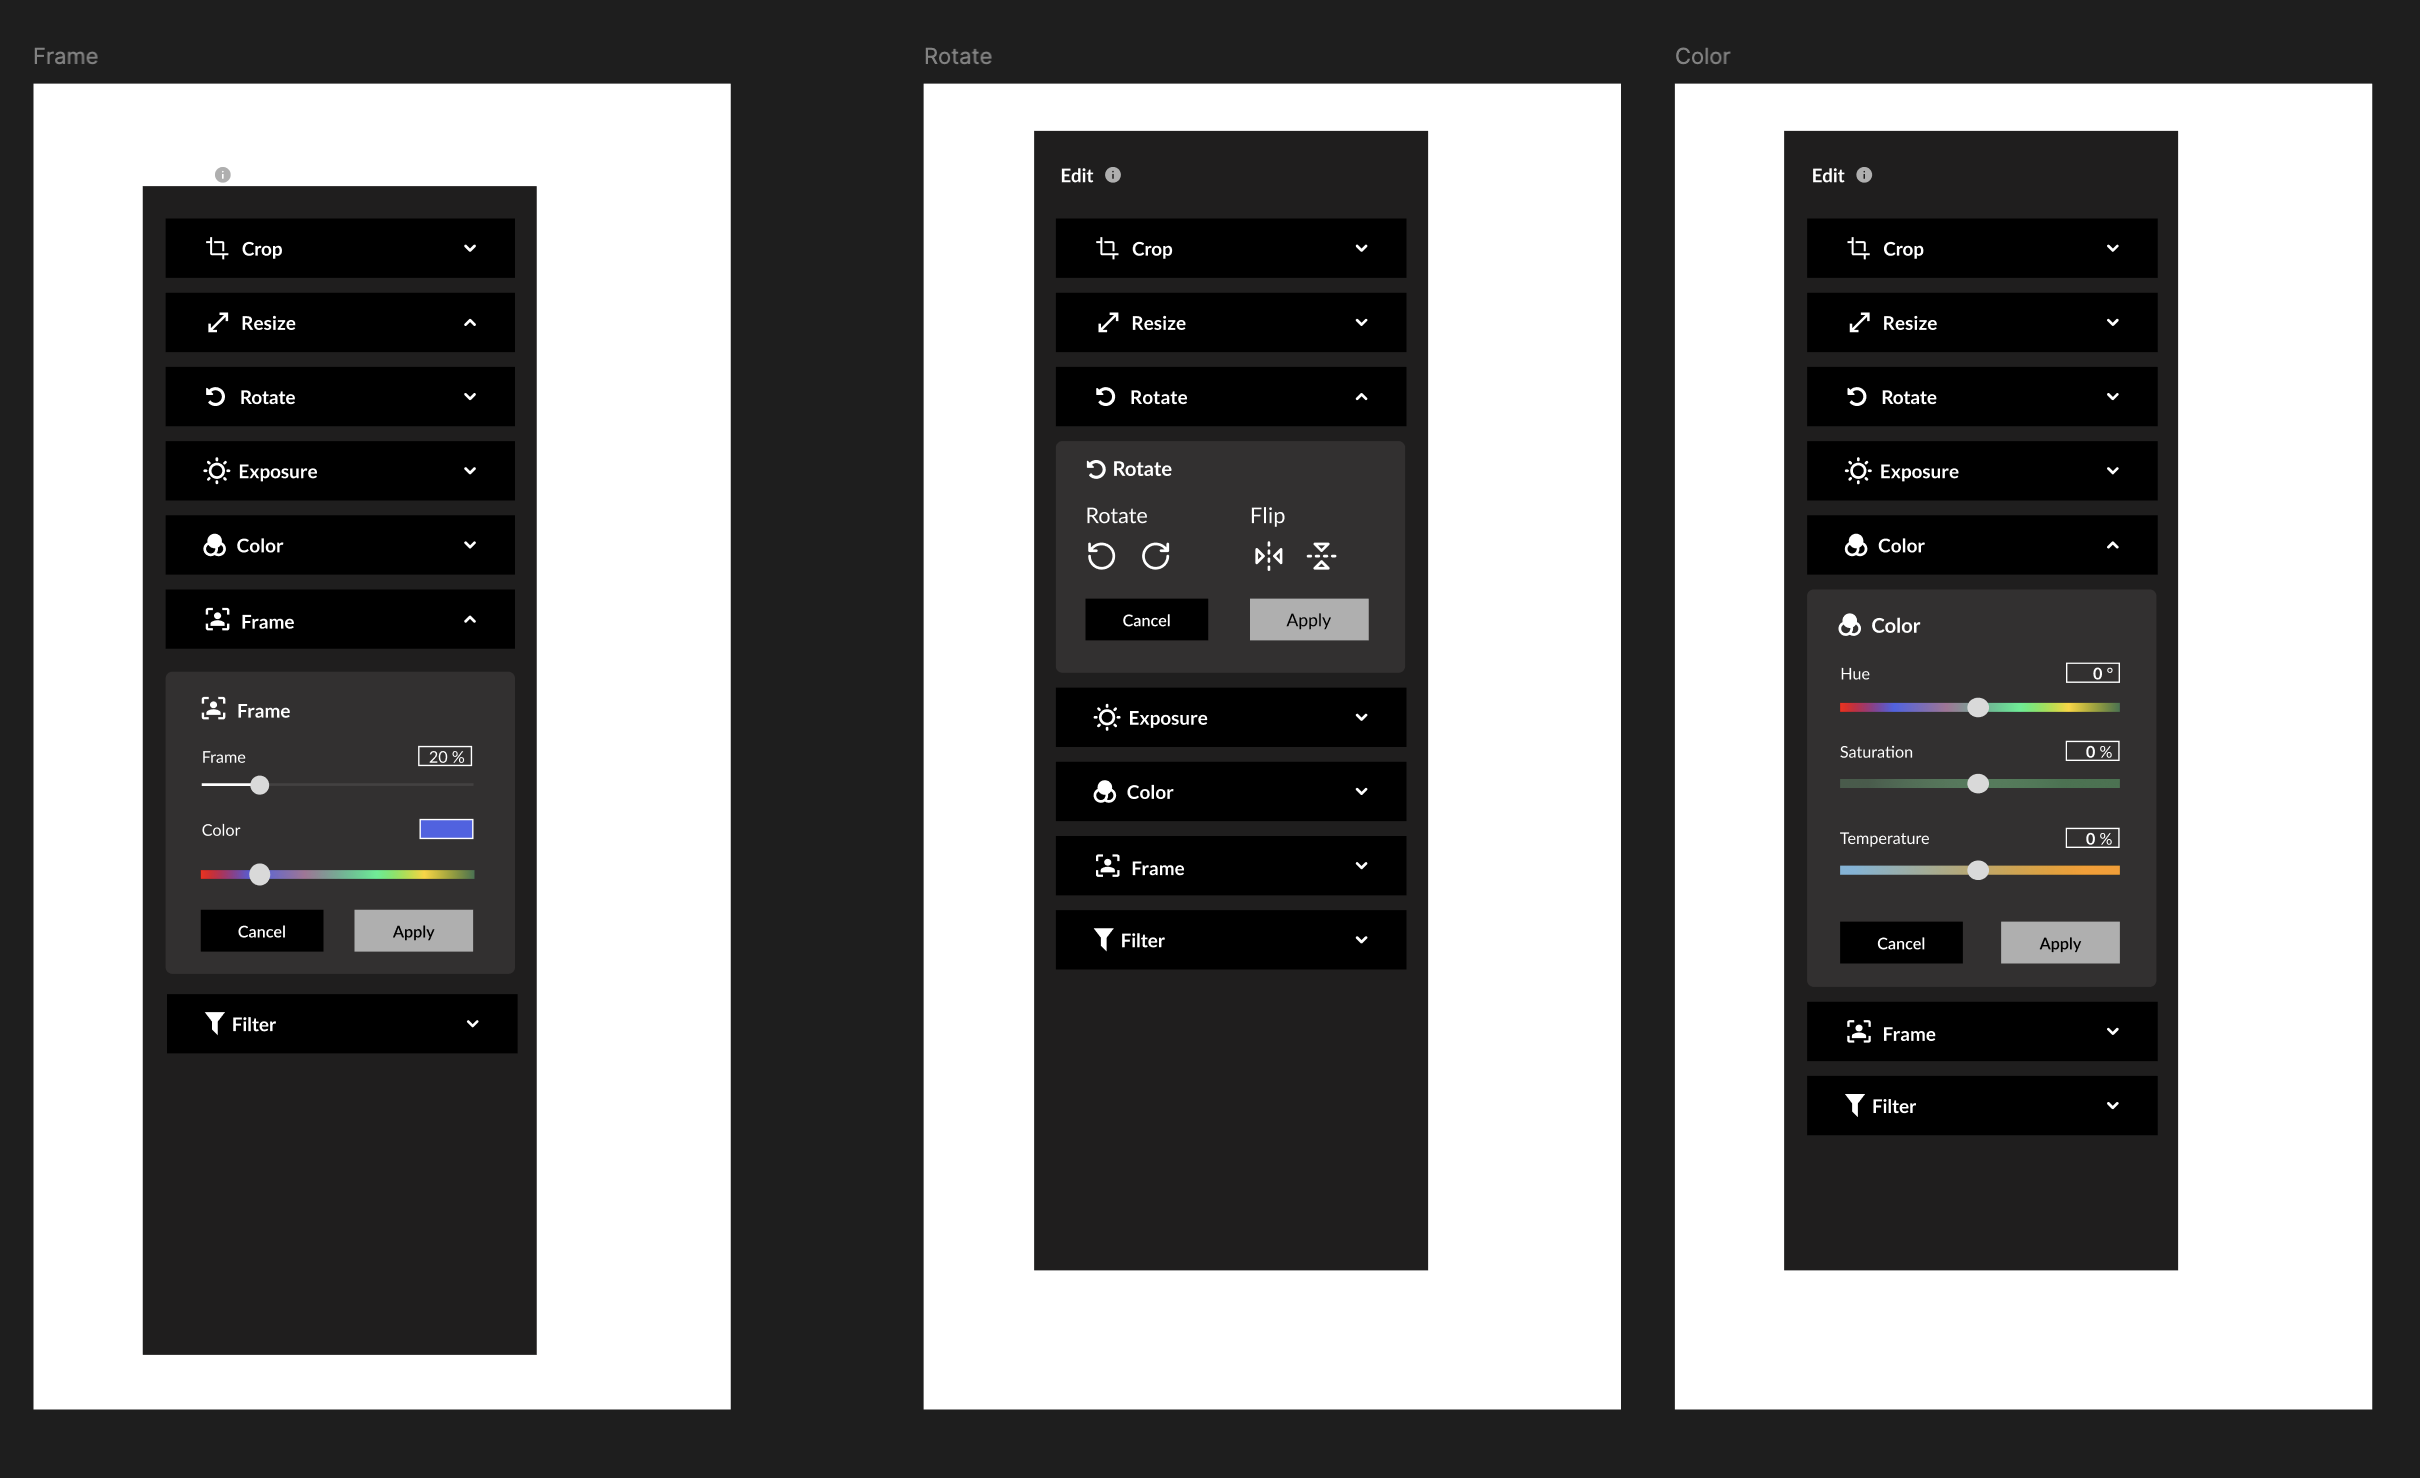 Frame
Crop
Resize
Rotate
Exposure
Color
Frame
Frame
Frame 20 %
Color
Cancel Apply
Filter
Rotate
Edit
Crop
Resize
Rotate
Rotate
Rotate Flip
Cancel Apply
Exposure
Color
Frame
Filter
Color
Edit
Crop
Resize
Rotate
Exposure
Color
Color
Hue 0 °
Saturation 0 %
Temperature 0 %
Cancel Apply
Frame
Filter